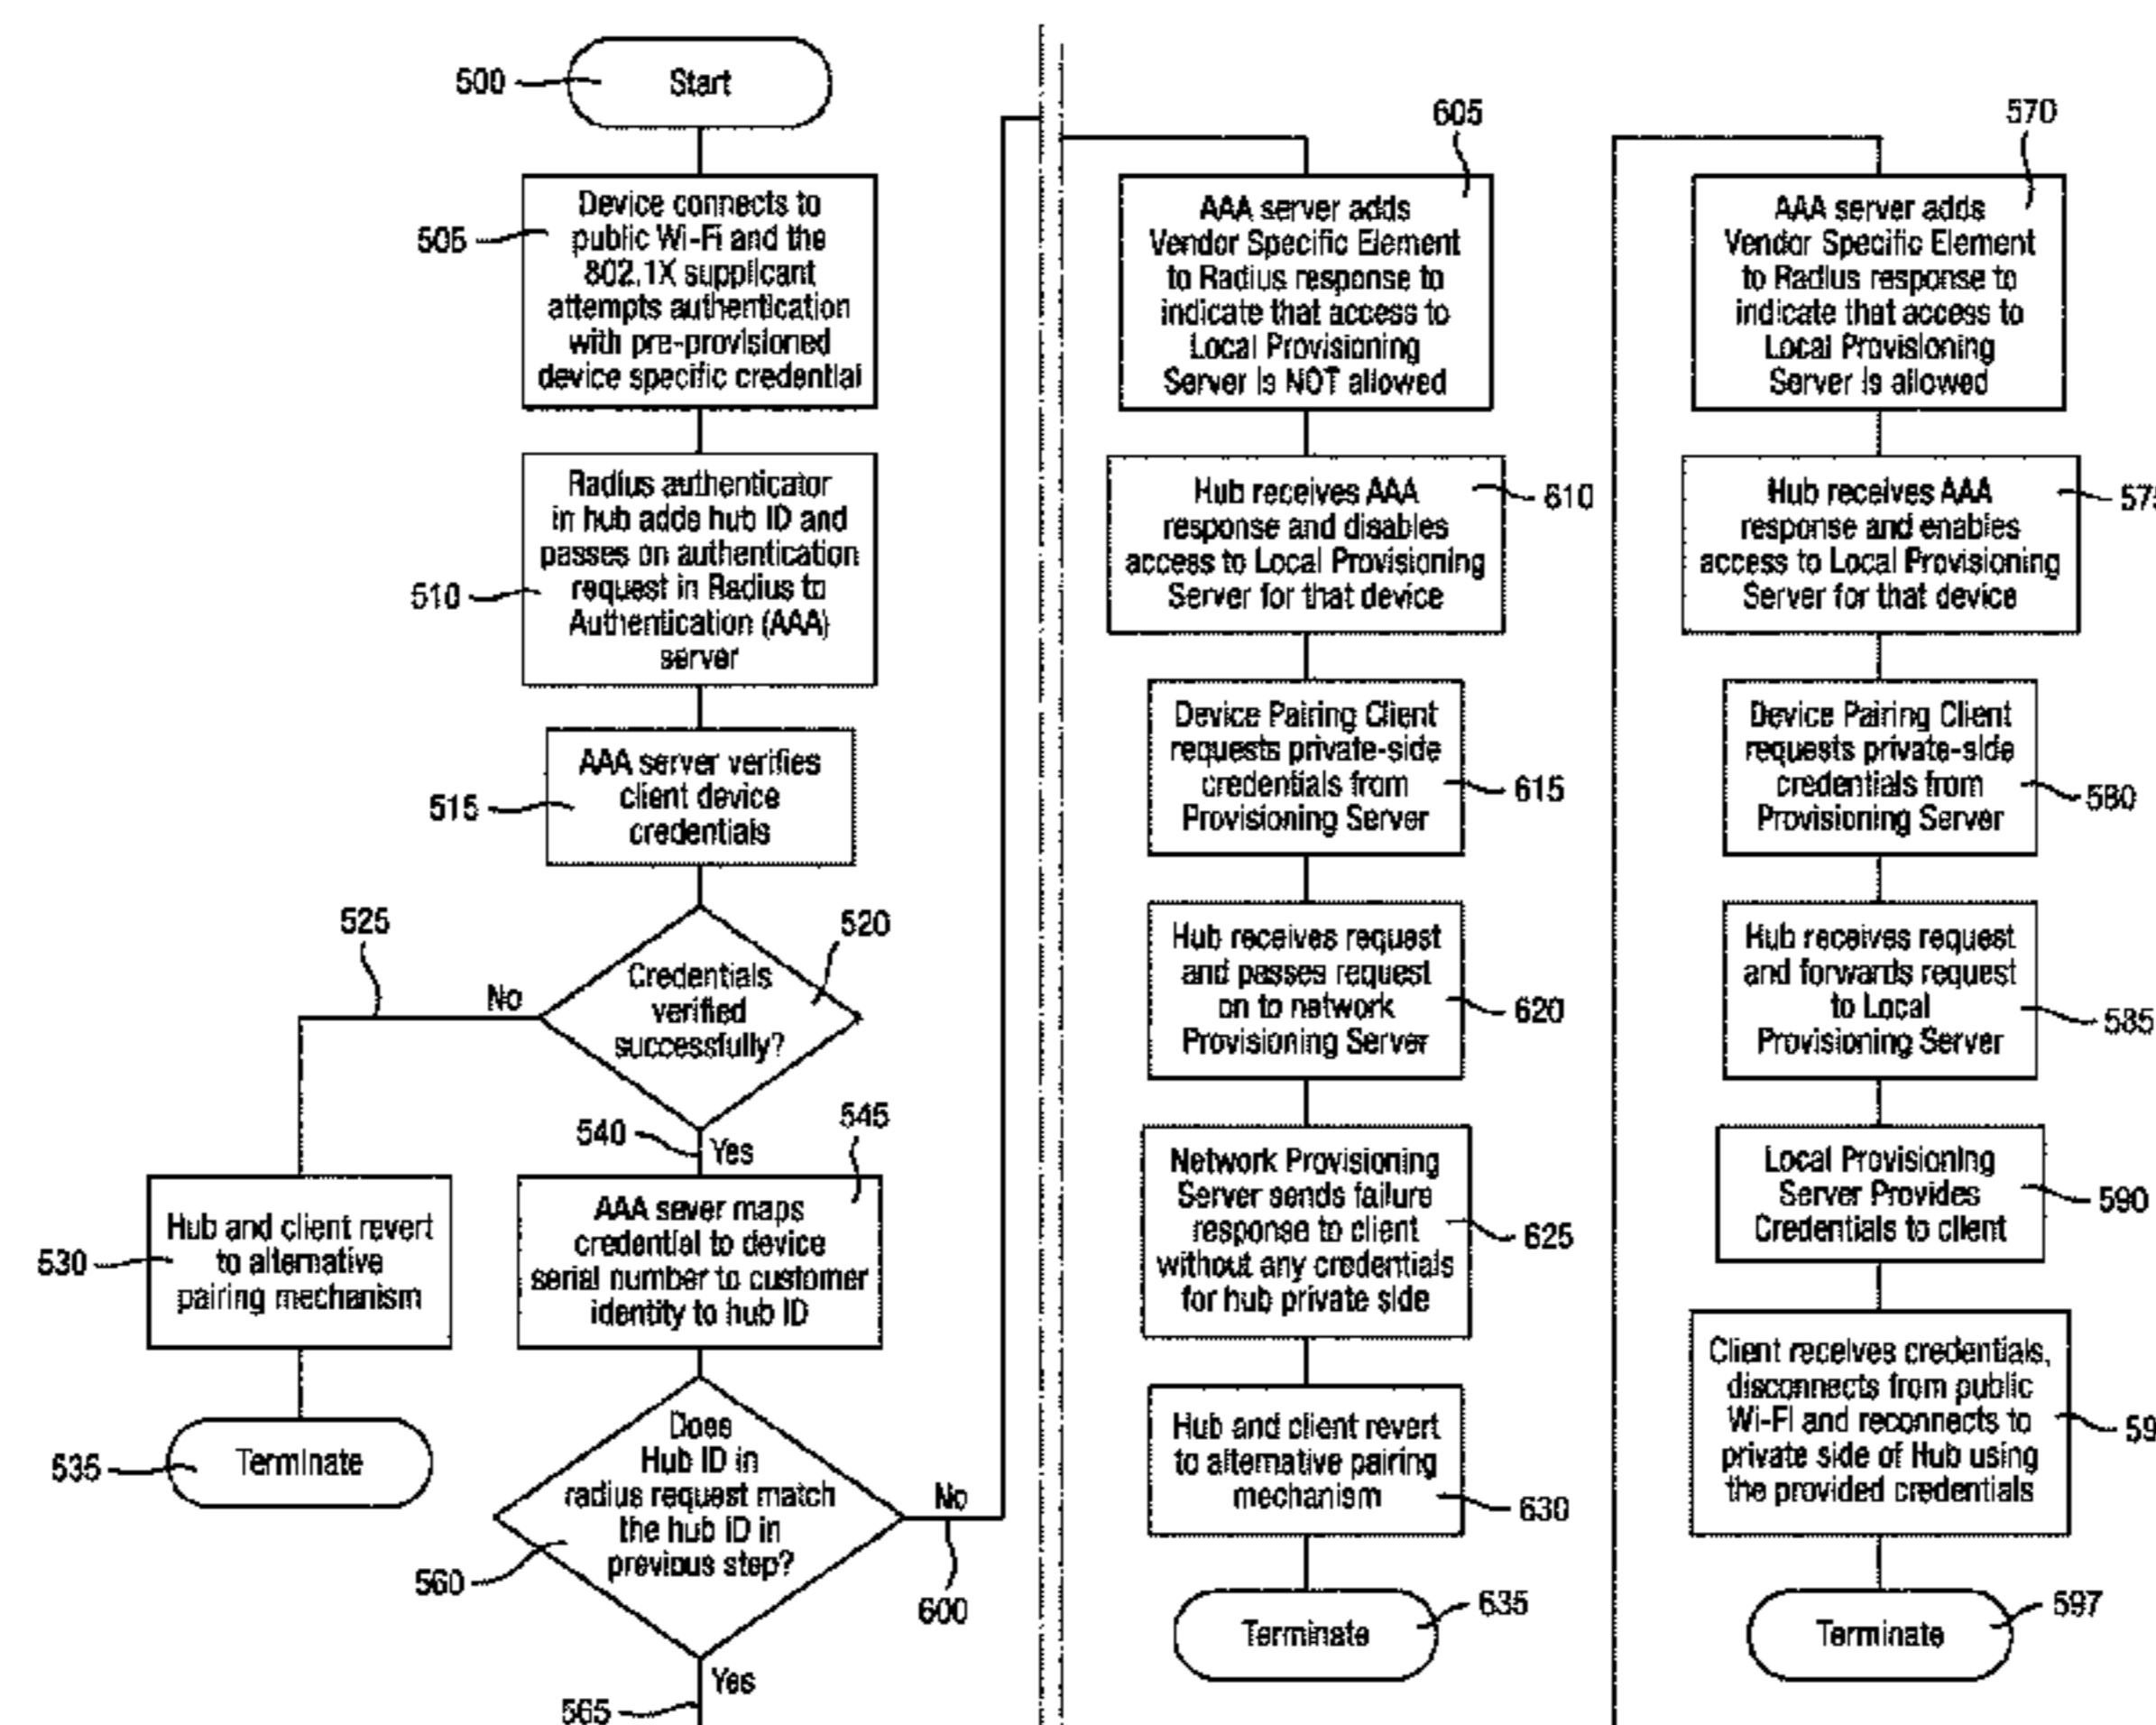 500
Start
505
Device connects to
public Wi-Fi and the
802.1X supplicant
attempts authentication
with pre-provisioned
device specific credential
510
Radius authenticator
in hub adds hub ID and
passes on authentication
request in Radius to
Authentication (AAA)
server
515
AAA server verifies
client device
credentials
520
Credentials
verified
successfully?
525
No
530
Hub and client revert
to alternative
pairing mechanism
535
Terminate
540
Yes
545
AAA sever maps
credential to device
serial number to customer
identity to hub ID
560
Does
Hub ID in
radius request match
the hub ID in
previous step?
No
600
Yes
565
605
AAA server adds
Vendor Specific Element
to Radius response to
indicate that access to
Local Provisioning
Server is NOT allowed
Hub receives AAA
response and disables
access to Local Provisioning
Server for that device
610
Device Pairing Client
requests private-side
credentials from
Provisioning Server
615
Hub receives request
and passes request
on to network
Provisioning Server
620
Network Provisioning
Server sends failure
response to client
without any credentials
for hub private side
625
Hub and client revert
to alternative pairing
mechanism
630
Terminate
635
570
AAA server adds
Vendor Specific Element
to Radius response to
indicate that access to
Local Provisioning
Server is allowed
Hub receives AAA
response and enables
access to Local Provisioning
Server for that device
Device Pairing Client
requests private-side
credentials from
Provisioning Server
580
Hub receives request
and forwards request
to Local
Provisioning Server
585
Local Provisioning
Server Provides
Credentials to client
590
Client receives credentials,
disconnects from public
Wi-Fi and reconnects to
private side of Hub using
the provided credentials
Terminate
597